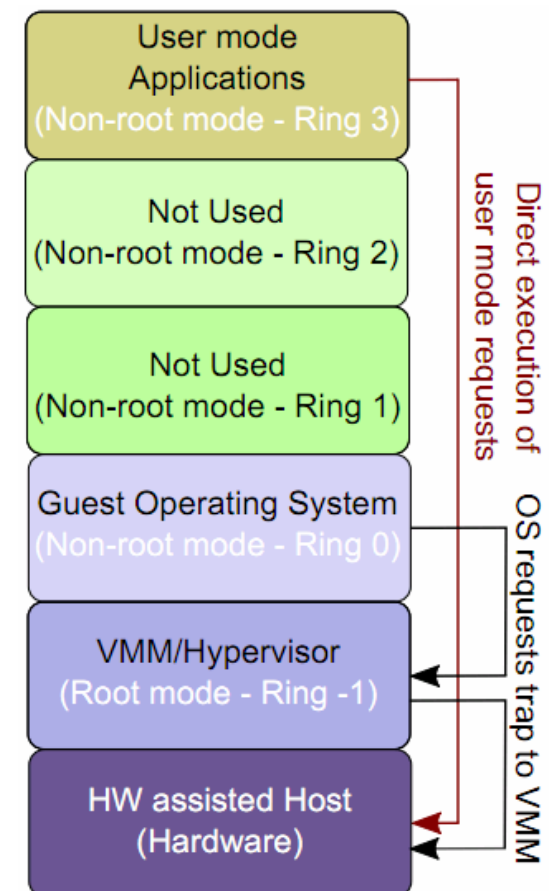 User mode
Applications
(Non-root mode - Ring 3)
Not Used
(Non-root mode - Ring 2)
Not Used
(Non-root mode - Ring 1)
Guest Operating System
(Non-root mode - Ring 0)
VMM/Hypervisor
(Root mode - Ring -1)
HW assisted Host
(Hardware)
Direct execution of
user mode requests
OS requests trap to VMM